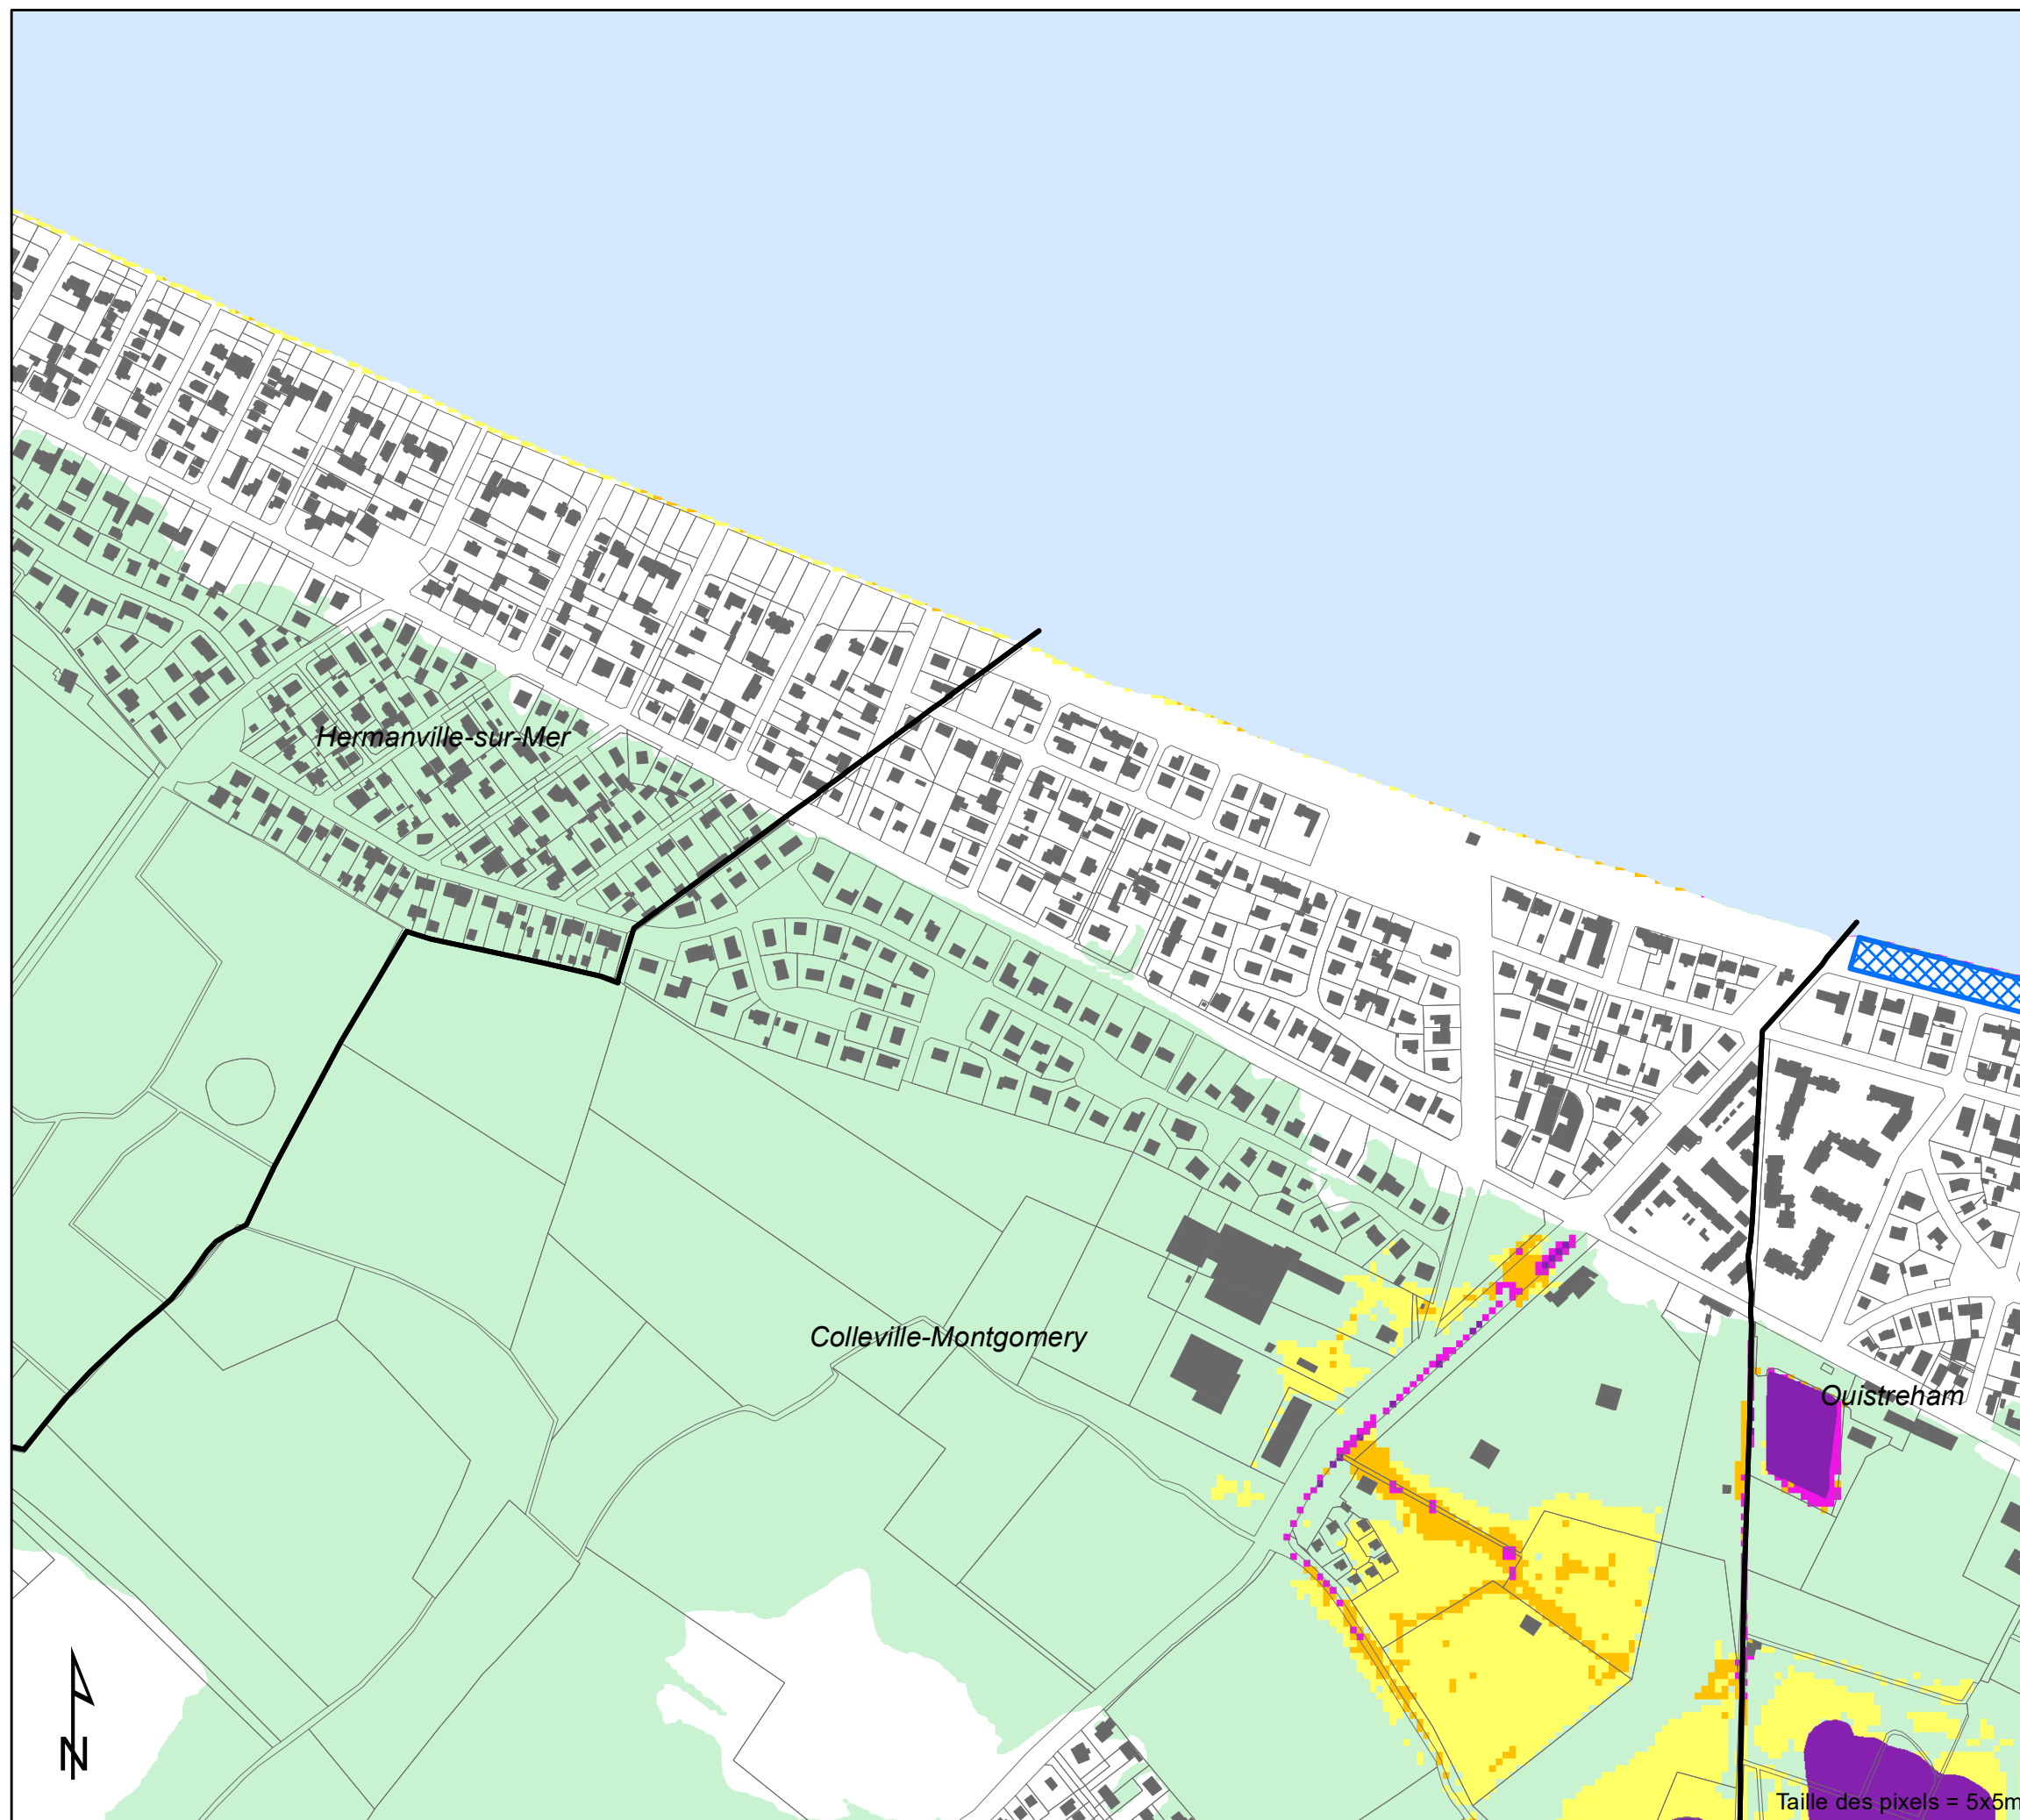 Hermanville-sur-Mer
Colleville-Montgomery
Ouistreham
N
Taille des pixels = 5x5m